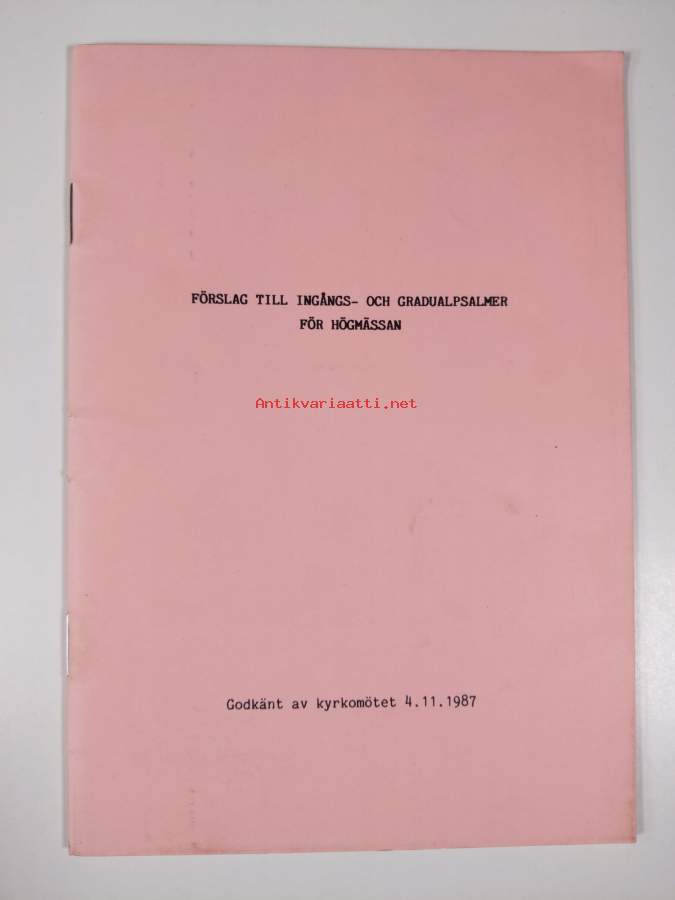 FÖRSLAG TILL INGÅNGS- OCH GRADUALPSALMER
FÖR HÖGMÄSSAN
Antikvariaatti.net
Godkänt av kyrkomötet 4.11.1987